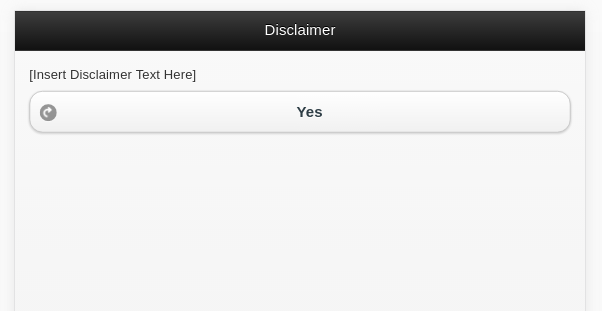 Disclaimer
[Insert Disclaimer Text Here]
Yes